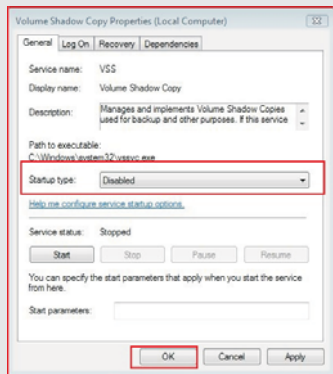 Volume Shadow Copy Properties (Local Computer)
General Log On Recovery Dependencies
Service name: VSS
Display name: Volume Shadow Copy
Description: Manages and implements Volume Shadow Copies
used for backup and other purposes. If this service
Path to executable:
C:\Windows\system32\vssvc.exe
Startup type: Disabled
Help me configure service startup options.
Service status: Stopped
Start Stop Pause Resume
You can specify the start parameters that apply when you start the service
from here.
Start parameters:
OK Cancel Apply